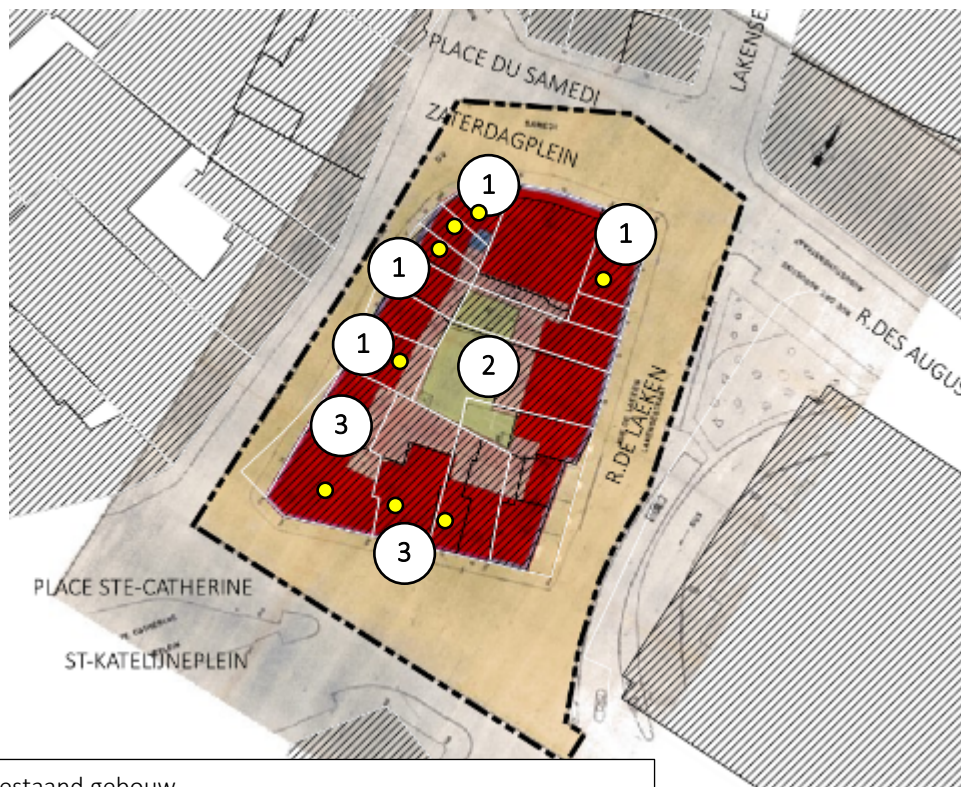 PLACE DU SAMEDI
LAKENSE
ZATERDAGPLEIN
1
1
1
R.DES AUGUS
1
2
R.DE LAEKEN
3
3
PLACE STE-CATHERINE
ST-KATELIJNEPLEIN
estaand gebouw